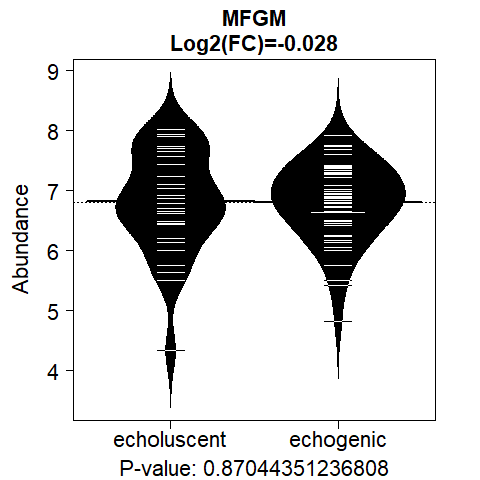 MFGM
Log2(FC)=-0.028
Abundance
9
8
7
6
5
4
echoluscent echogenic
P-value: 0.87044351236808